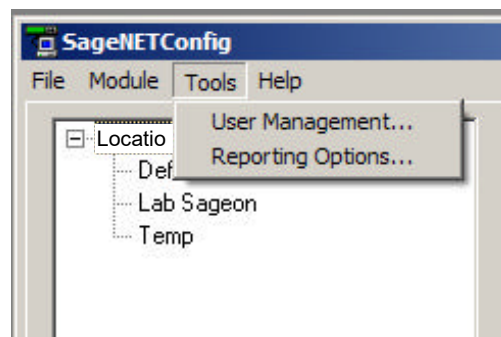 SageNETConfig
File Module Tools Help
User Management...
Reporting Options...
Locatio
Def
Lab Sageon
Temp